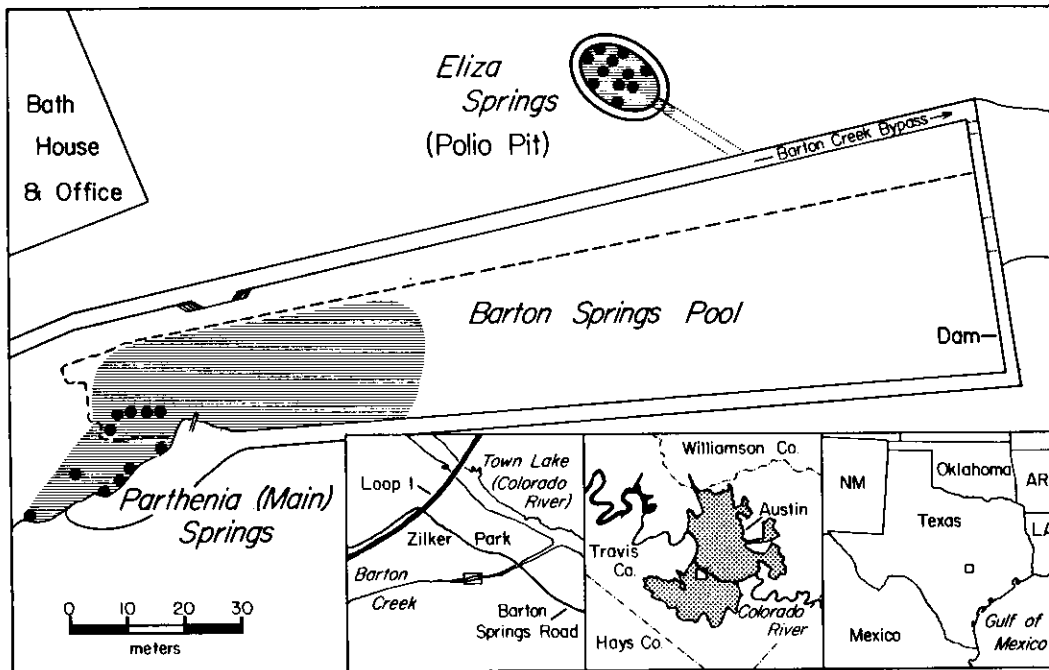 Bath
House
& Office
Eliza
Springs
(Polio Pit)
Barton Creek Bypass
Barton Springs Pool
Dam
Parthenia (Main)
Springs
0 10 20 30
meters
Loop 1
Town Lake
(Colorado
River)
Zilker Park
Barton
Creek
Barton
Springs Road
Williamson Co.
Austin
Travis
Co.
Colorado
River
Hays Co.
NM
Oklahoma
AR
Texas
LA
Mexico
Gulf of
Mexico